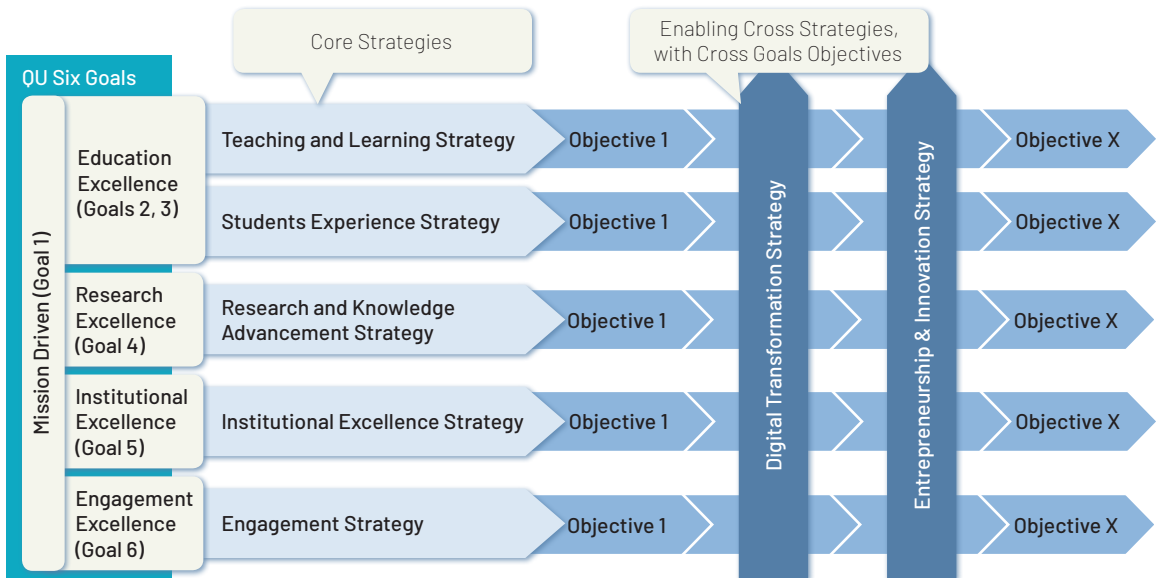 Core Strategies
Enabling Cross Strategies,
with Cross Goals Objectives
QU Six Goals
Mission Driven (Goal 1)
Education
Excellence
(Goals 2, 3)
Teaching and Learning Strategy
Objective 1
Objective X
Students Experience Strategy
Objective 1
Objective X
Research
Excellence
(Goal 4)
Research and Knowledge
Advancement Strategy
Objective 1
Objective X
Institutional
Excellence
(Goal 5)
Institutional Excellence Strategy
Objective 1
Objective X
Engagement
Excellence
(Goal 6)
Engagement Strategy
Objective 1
Objective X
Digital Transformation Strategy
Entrepreneurship & Innovation Strategy